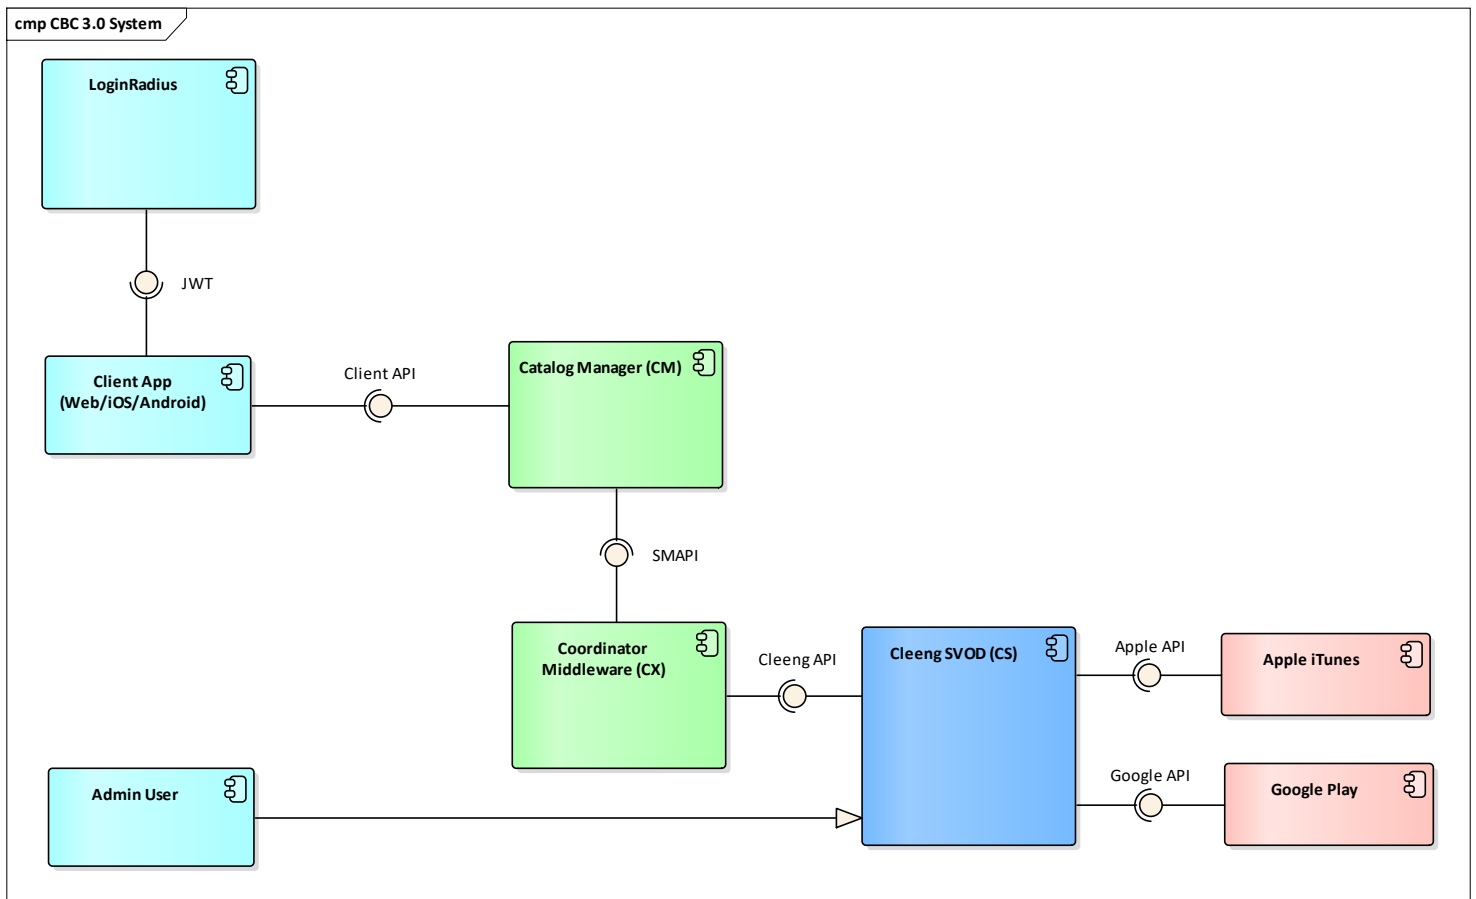 cmp CBC 3.0 System
LoginRadius
JWT
Client App
(Web/iOS/Android)
Client API
Catalog Manager (CM)
SMAPI
Coordinator
Middleware (CX)
Cleeng API
Cleeng SVOD (CS)
Apple API
Apple iTunes
Google API
Google Play
Admin User